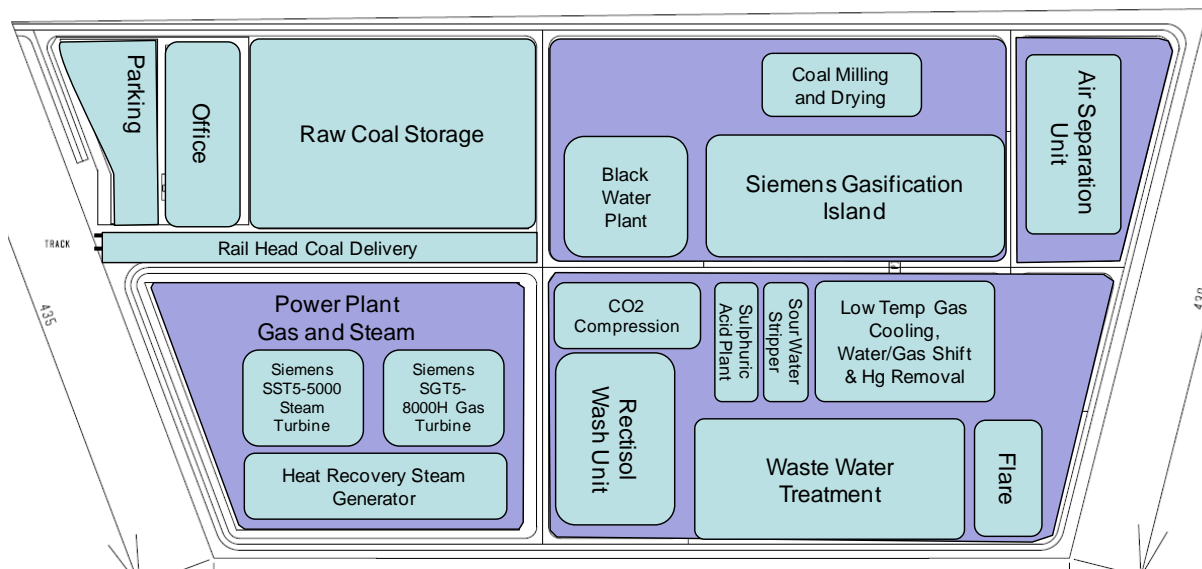 Parking
Office
Raw Coal Storage
Coal Milling
and Drying
Black
Water
Plant
Siemens Gasification
Island
Air Separation
Unit
TRACK
Rail Head Coal Delivery
435
Power Plant
Gas and Steam
Siemens
SST5-5000
Steam
Turbine
Siemens
SGT5-
8000H Gas
Turbine
Heat Recovery Steam
Generator
CO2
Compression
Sulphuric
Acid Plant
Sour Water
Stripper
Low Temp Gas
Cooling,
Water/Gas Shift
& Hg Removal
Rectisol
Wash Unit
Waste Water
Treatment
Flare